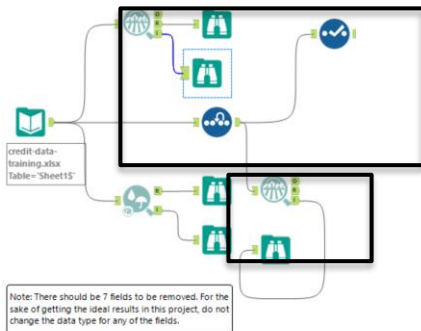 credit-data-
training.xlsx
Table=`Sheet1$`
Note: There should be 7 fields to be removed. For the
sake of getting the ideal results in this project, do not
change the data type for any of the fields.